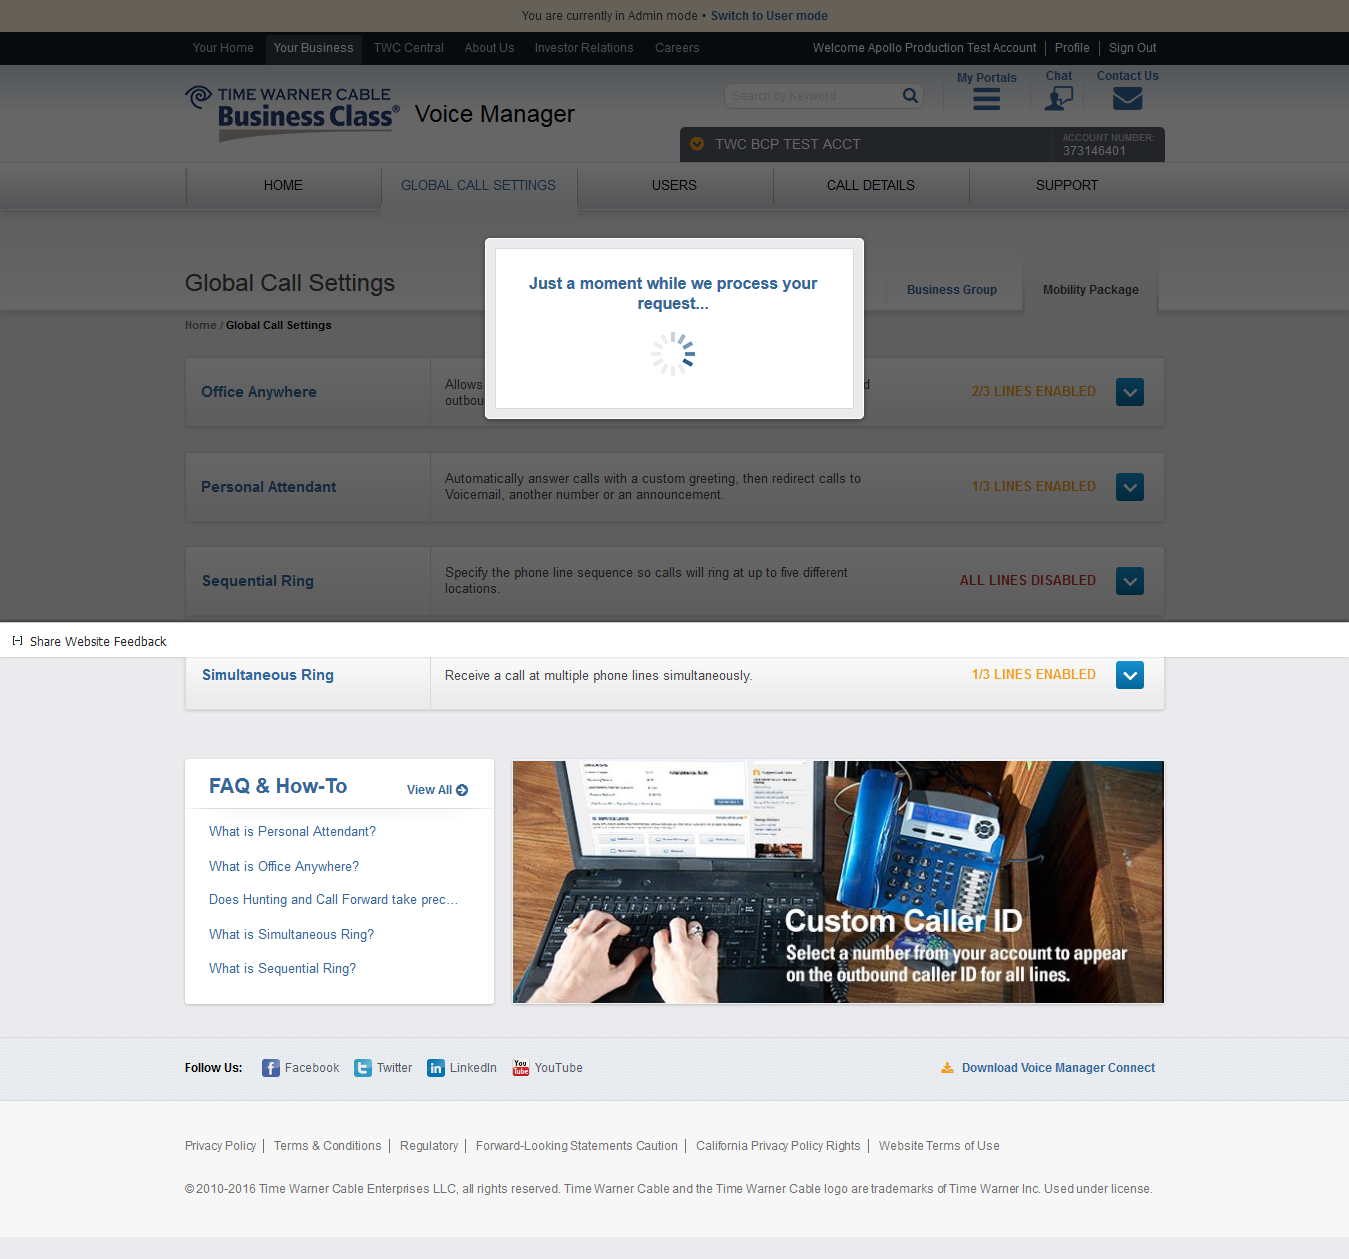 You are currently in Admin mode • Switch to User mode
Your Home Your Business TWC Central About Us Investor Relations Careers Welcome Apollo Production Test Account Profile Sign Out
TIME WARNER CABLE
Business Class®
Voice Manager
Search by Keyword
My Portals Chat Contact Us
TWC BCP TEST ACCT
ACCOUNT NUMBER:
373146401
HOME GLOBAL CALL SETTINGS USERS CALL DETAILS SUPPORT
Just a moment while we process your
request...
Global Call Settings
Business Group Mobility Package
Home / Global Call Settings
Office Anywhere
Allows
outbou
2/3 LINES ENABLED
Personal Attendant
Automatically answer calls with a custom greeting, then redirect calls to
Voicemail, another number or an announcement.
1/3 LINES ENABLED
Sequential Ring
Specify the phone line sequence so calls will ring at up to five different
locations.
ALL LINES DISABLED
[-] Share Website Feedback
Simultaneous Ring
Receive a call at multiple phone lines simultaneously.
1/3 LINES ENABLED
FAQ & How-To
View All
What is Personal Attendant?
What is Office Anywhere?
Does Hunting and Call Forward take prec...
What is Simultaneous Ring?
What is Sequential Ring?
Custom Caller ID
Select a number from your account to appear
on the outbound caller ID for all lines.
Follow Us: Facebook Twitter LinkedIn YouTube Download Voice Manager Connect
Privacy Policy Terms & Conditions Regulatory Forward-Looking Statements Caution California Privacy Policy Rights Website Terms of Use
© 2010-2016 Time Warner Cable Enterprises LLC, all rights reserved. Time Warner Cable and the Time Warner Cable logo are trademarks of Time Warner Inc. Used under license.